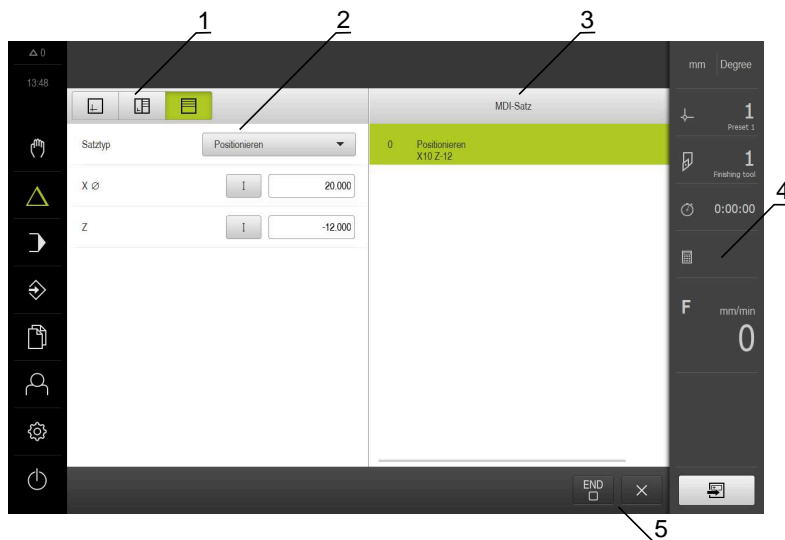 1 2 3
0
13:48
mm Degree
MDI-Satz
1
Preset 1
Satztyp Positionieren
0 Positionieren
X10 Z-12
1
Finishing tool
X ⌀ I 20.000
4
0:00:00
Z I -12.000
F mm/min
0
END
5